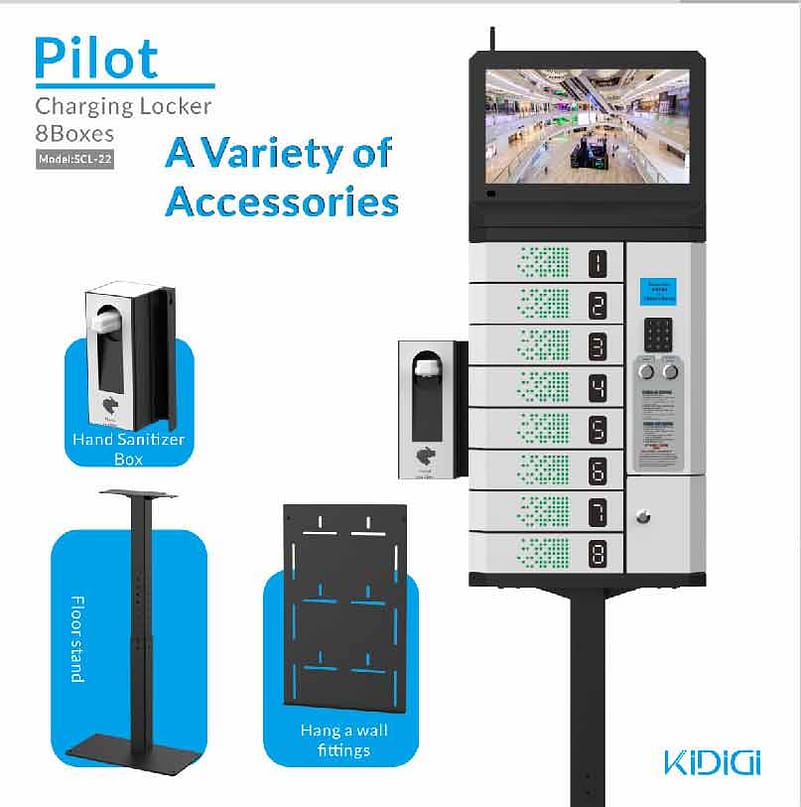 Pilot
Charging Locker
8Boxes
Model:SCL-22
A Variety of
Accessories
Hand Sanitizer
Box
Floor stand
Hang a wall
fittings
1
2
3
4
5
6
7
8
KiDiGi